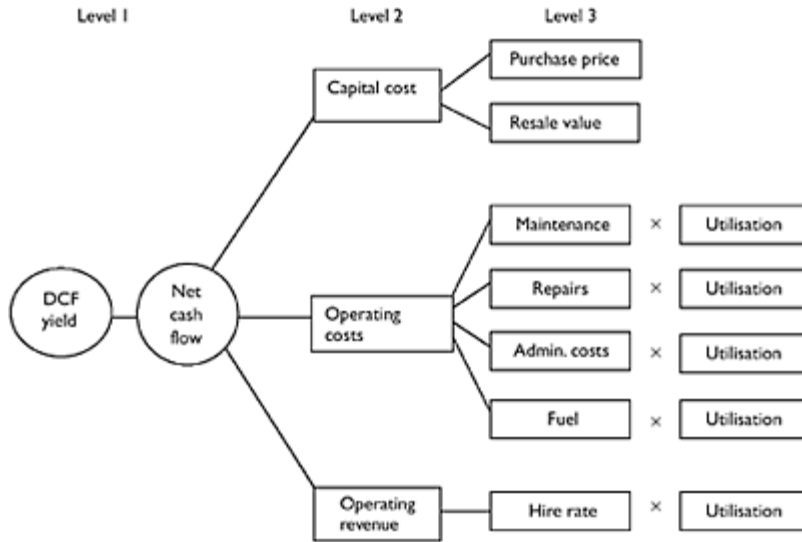 Level 1 Level 2 Level 3
Purchase price
Capital cost
Resale value
Maintenance × Utilisation
Repairs × Utilisation
DCF
yield
Net
cash
flow
Operating
costs
Admin. costs × Utilisation
Fuel × Utilisation
Operating
revenue
Hire rate × Utilisation